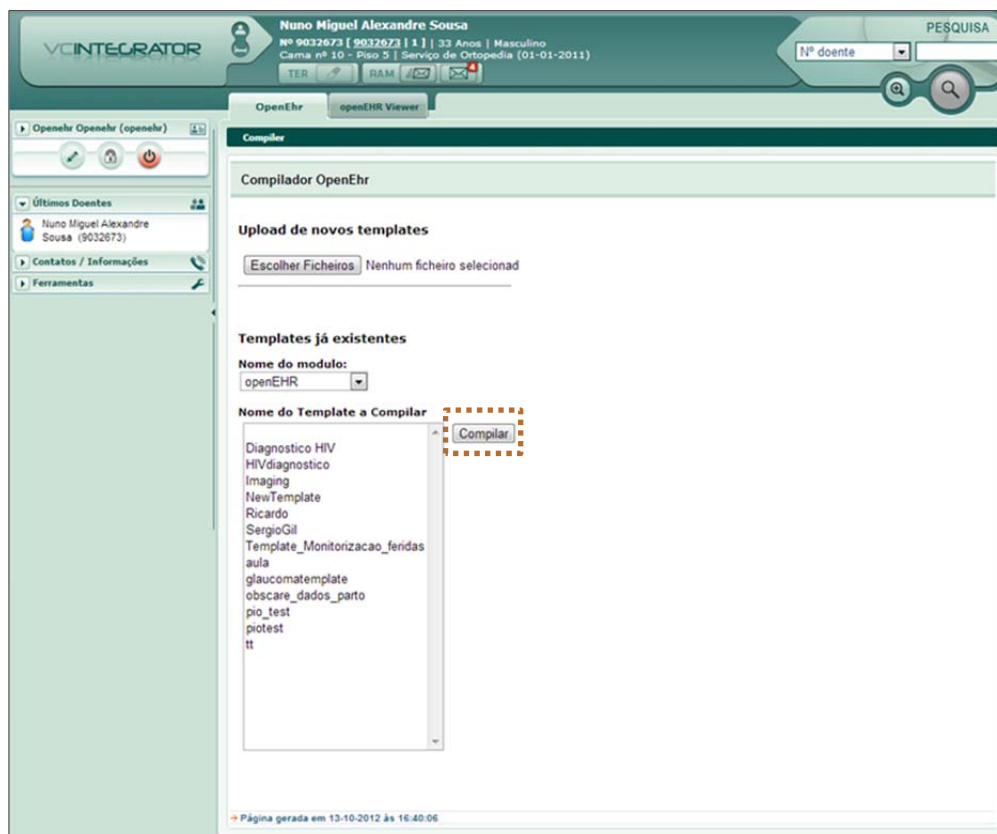 VCINTEGRATOR
Nuno Miguel Alexandre Sousa
Nº 9032673 [ 9032673 | 1 ] | 33 Anos | Masculino
Cama nº 10 - Piso 5 | Serviço de Ortopedia (01-01-2011)
TER RAM 4
PESQUISA
Nº doente
OpenEhr openEHR Viewer
Openehr Openehr (openehr)
Últimos Doentes
Nuno Miguel Alexandre
Sousa (9032673)
Contatos / Informações
Ferramentas
Compiler
Compilador OpenEhr
Upload de novos templates
Escolher Ficheiros Nenhum ficheiro selecionad
Templates já existentes
Nome do modulo:
openEHR
Nome do Template a Compilar
Compilar
Diagnostico HIV
HIVdiagnostico
Imaging
NewTemplate
Ricardo
SergioGil
Template_Monitorizacao_feridas
aula
glaucomatemplate
obscare_dados_parto
pio_test
piotest
tt
Página gerada em 13-10-2012 às 16:40:06